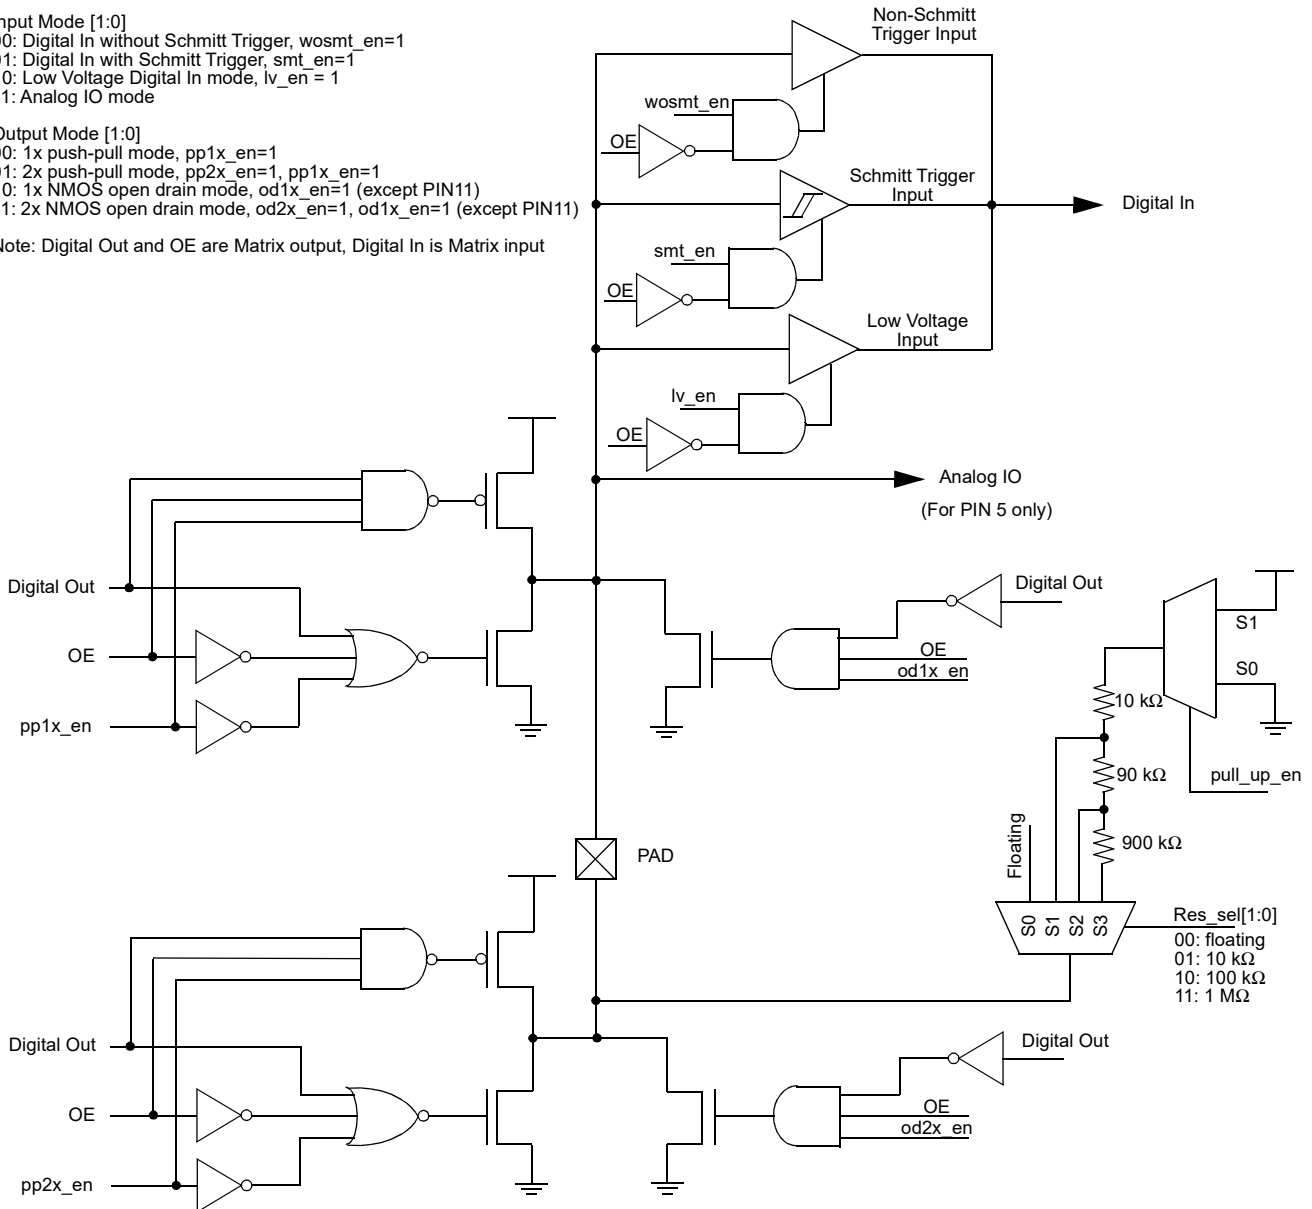 nput Mode [1:0]
00: Digital In without Schmitt Trigger, wosmt_en=1
01: Digital In with Schmitt Trigger, smt_en=1
0: Low Voltage Digital In mode, lv_en = 1
1: Analog IO mode
Output Mode [1:0]
00: 1x push-pull mode, pp1x_en=1
01: 2x push-pull mode, pp2x_en=1, pp1x_en=1
0: 1x NMOS open drain mode, od1x_en=1 (except PIN11)
1: 2x NMOS open drain mode, od2x_en=1, od1x_en=1 (except PIN11)
Note: Digital Out and OE are Matrix output, Digital In is Matrix input
Non-Schmitt
Trigger Input
wosmt_en
OE
Schmitt Trigger
Input
Digital In
smt_en
OE
Low Voltage
Input
lv_en
OE
Analog IO
(For PIN 5 only)
Digital Out
OE
pp1x_en
Digital Out
OE
od1x_en
S1
S0
10 kΩ
90 kΩ
900 kΩ
pull_up_en
Floating
S0
S1
S2
S3
Res_sel[1:0]
00: floating
01: 10 kΩ
10: 100 kΩ
11: 1 MΩ
PAD
Digital Out
OE
pp2x_en
Digital Out
OE
od2x_en